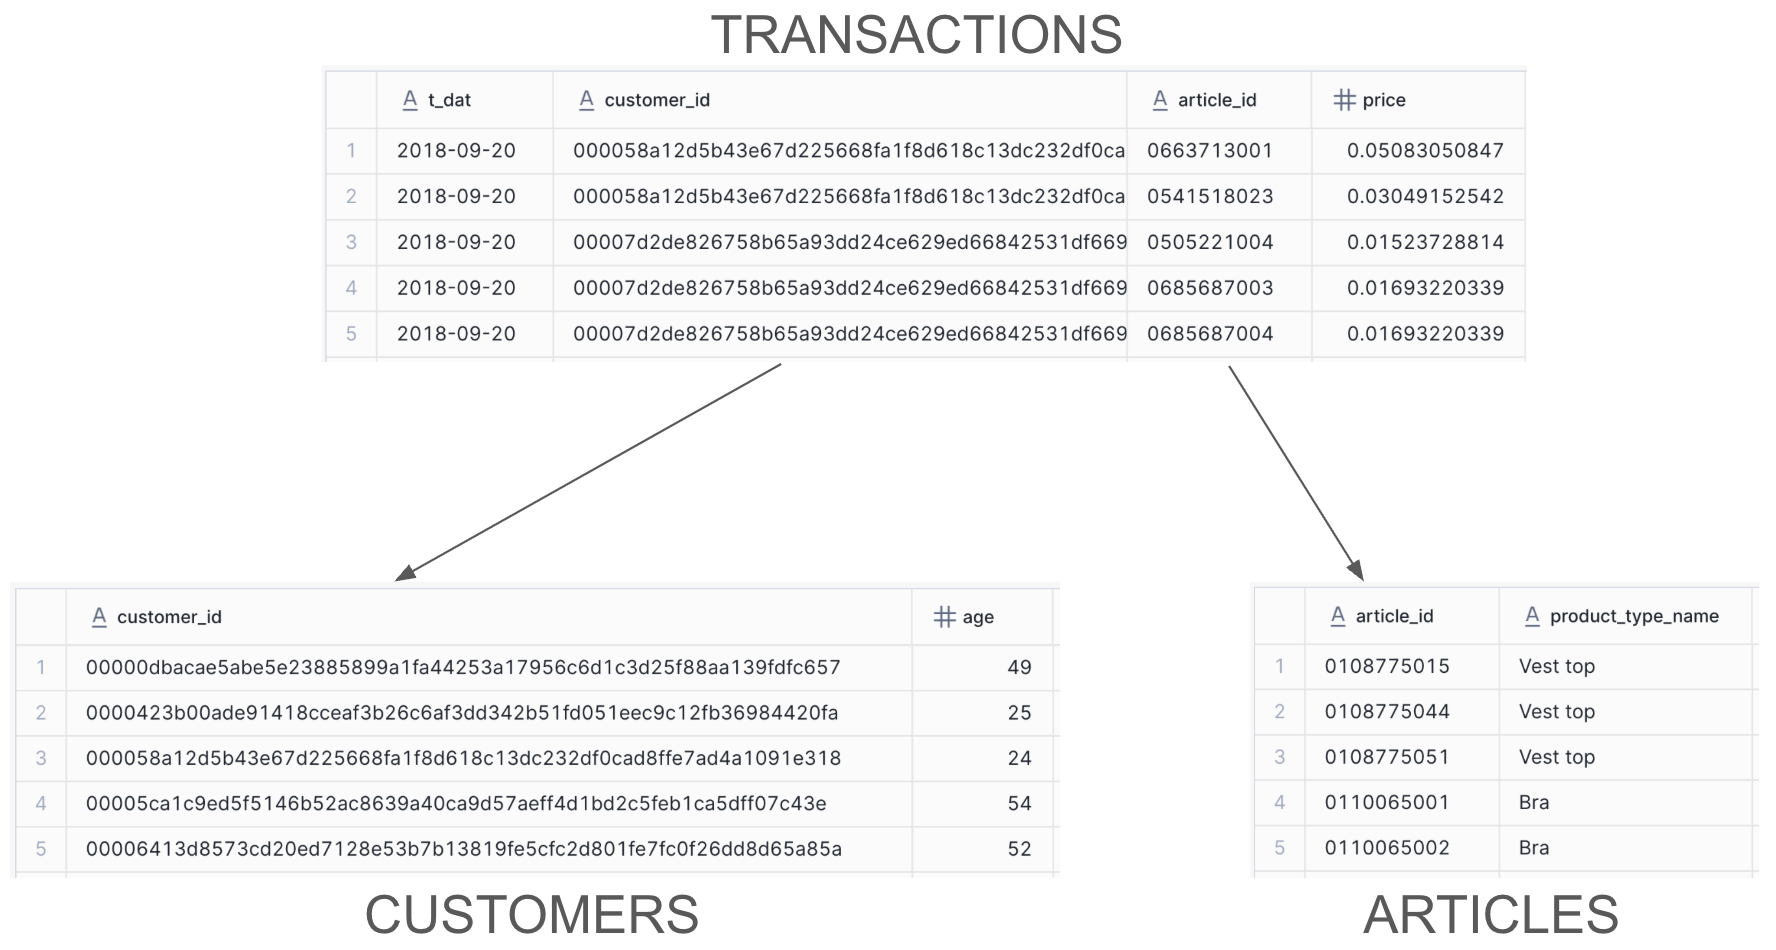 TRANSACTIONS
A t_dat A customer_id A article_id # price
1 2018-09-20 000058a12d5b43e67d225668fa1f8d618c13dc232df0ca 0663713001 0.05083050847
2 2018-09-20 000058a12d5b43e67d225668fa1f8d618c13dc232df0ca 0541518023 0.03049152542
3 2018-09-20 00007d2de826758b65a93dd24ce629ed66842531df669 0505221004 0.01523728814
4 2018-09-20 00007d2de826758b65a93dd24ce629ed66842531df669 0685687003 0.01693220339
5 2018-09-20 00007d2de826758b65a93dd24ce629ed66842531df669 0685687004 0.01693220339
A customer_id # age
1 00000dbacae5abe5e23885899a1fa44253a17956c6d1c3d25f88aa139fdfc657 49
2 0000423b00ade91418cceaf3b26c6af3dd342b51fd051eec9c12fb36984420fa 25
3 000058a12d5b43e67d225668fa1f8d618c13dc232df0cad8ffe7ad4a1091e318 24
4 00005ca1c9ed5f5146b52ac8639a40ca9d57aeff4d1bd2c5feb1ca5dff07c43e 54
5 00006413d8573cd20ed7128e53b7b13819fe5cfc2d801fe7fc0f26dd8d65a85a 52
CUSTOMERS
A article_id A product_type_name
1 0108775015 Vest top
2 0108775044 Vest top
3 0108775051 Vest top
4 0110065001 Bra
5 0110065002 Bra
ARTICLES